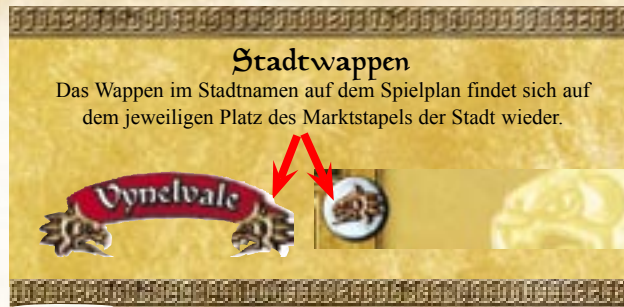 Stadtwappen
Das Wappen im Stadtnamen auf dem Spielplan findet sich auf
dem jeweiligen Platz des Marktstapels der Stadt wieder.
Vynelvale